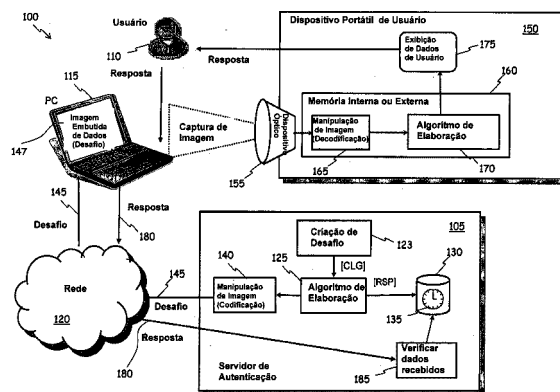 100
Usuário
110
Resposta
Resposta
Dispositivo Portátil de Usuário
150
Exibição
de Dados
de Usuário
175
PC
115
Imagem
Embutida
de Dados
(Desafio)
147
Captura de
Imagem
Dispositivo
Óptico
155
Memória Interna ou Externa
160
Manipulação
de Imagem
(Decodificação)
165
Algoritmo de
Elaboração
170
145
Desafio
Resposta
180
Rede
120
145
Desafio
Resposta
180
105
Criação de
Desafio
123
[CLG]
140
Manipulação
de Imagem
(Codificação)
125
Algoritmo de
Elaboração
[RSP]
130
135
Verificar
dados
recebidos
185
Servidor de
Autenticação